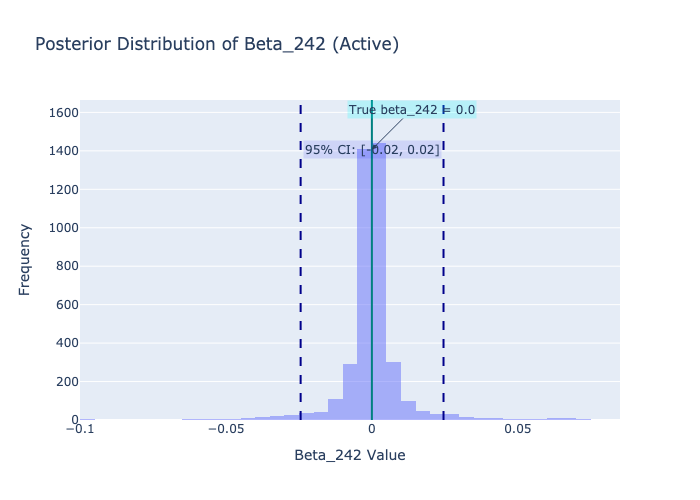 Posterior Distribution of Beta_242 (Active)
True beta_242 = 0.0
95% CI: [-0.02, 0.02]
1600
1400
1200
1000
800
600
400
200
0
Frequency
−0.1
−0.05
0
0.05
Beta_242 Value